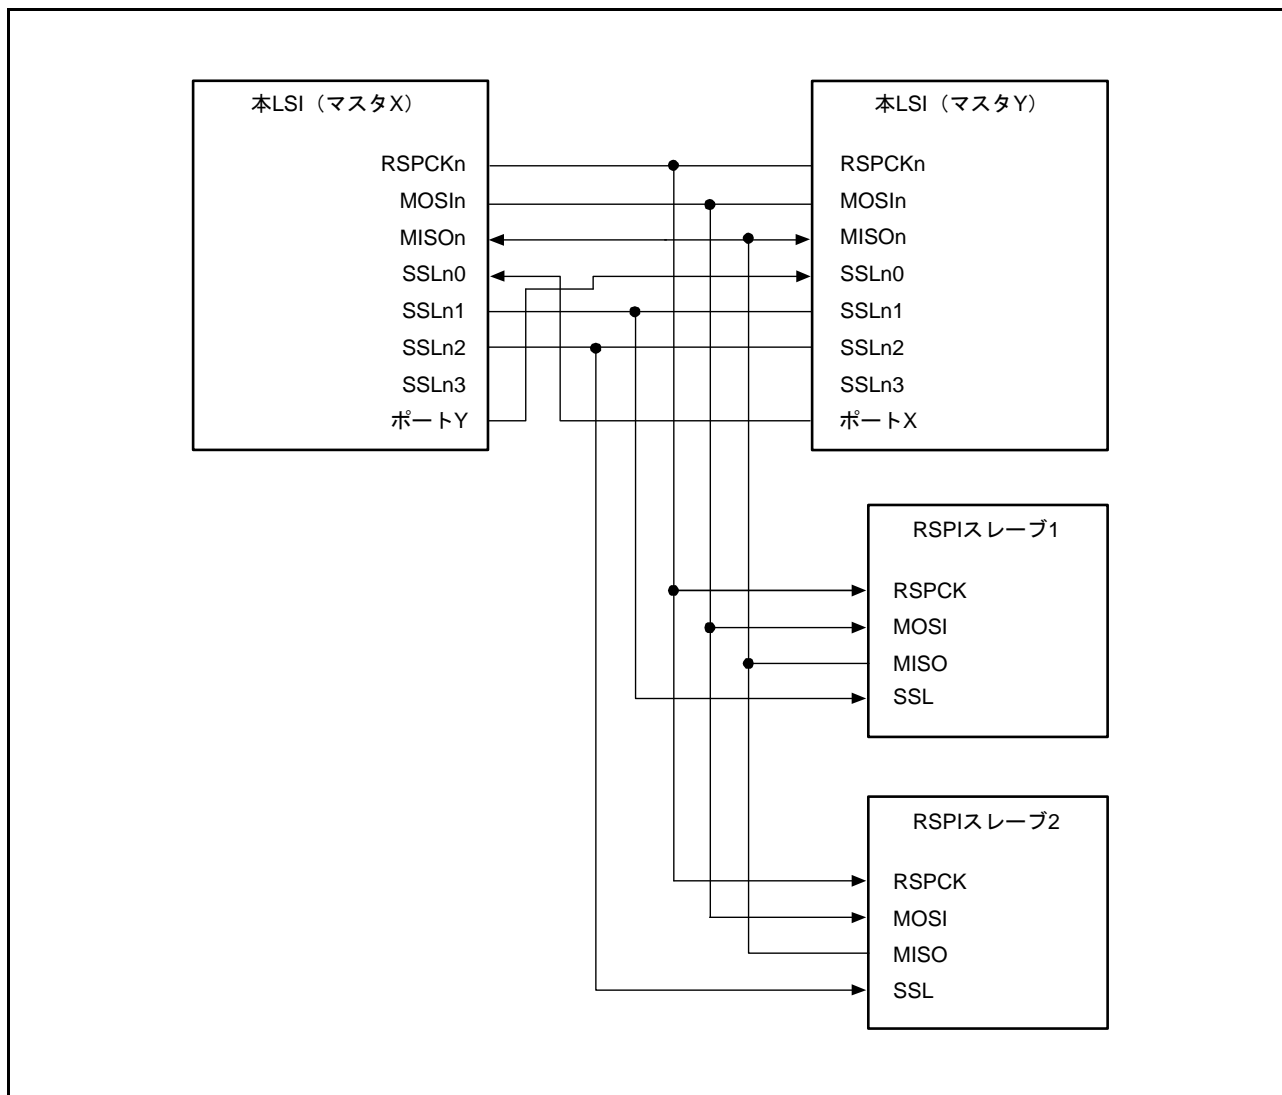 本LSI（マスタX）
RSPCKn
MOSIn
MISOn
SSLn0
SSLn1
SSLn2
SSLn3
ポートY
本LSI（マスタY）
RSPCKn
MOSIn
MISOn
SSLn0
SSLn1
SSLn2
SSLn3
ポートX
RSPIスレーブ1
RSPCK
MOSI
MISO
SSL
RSPIスレーブ2
RSPCK
MOSI
MISO
SSL